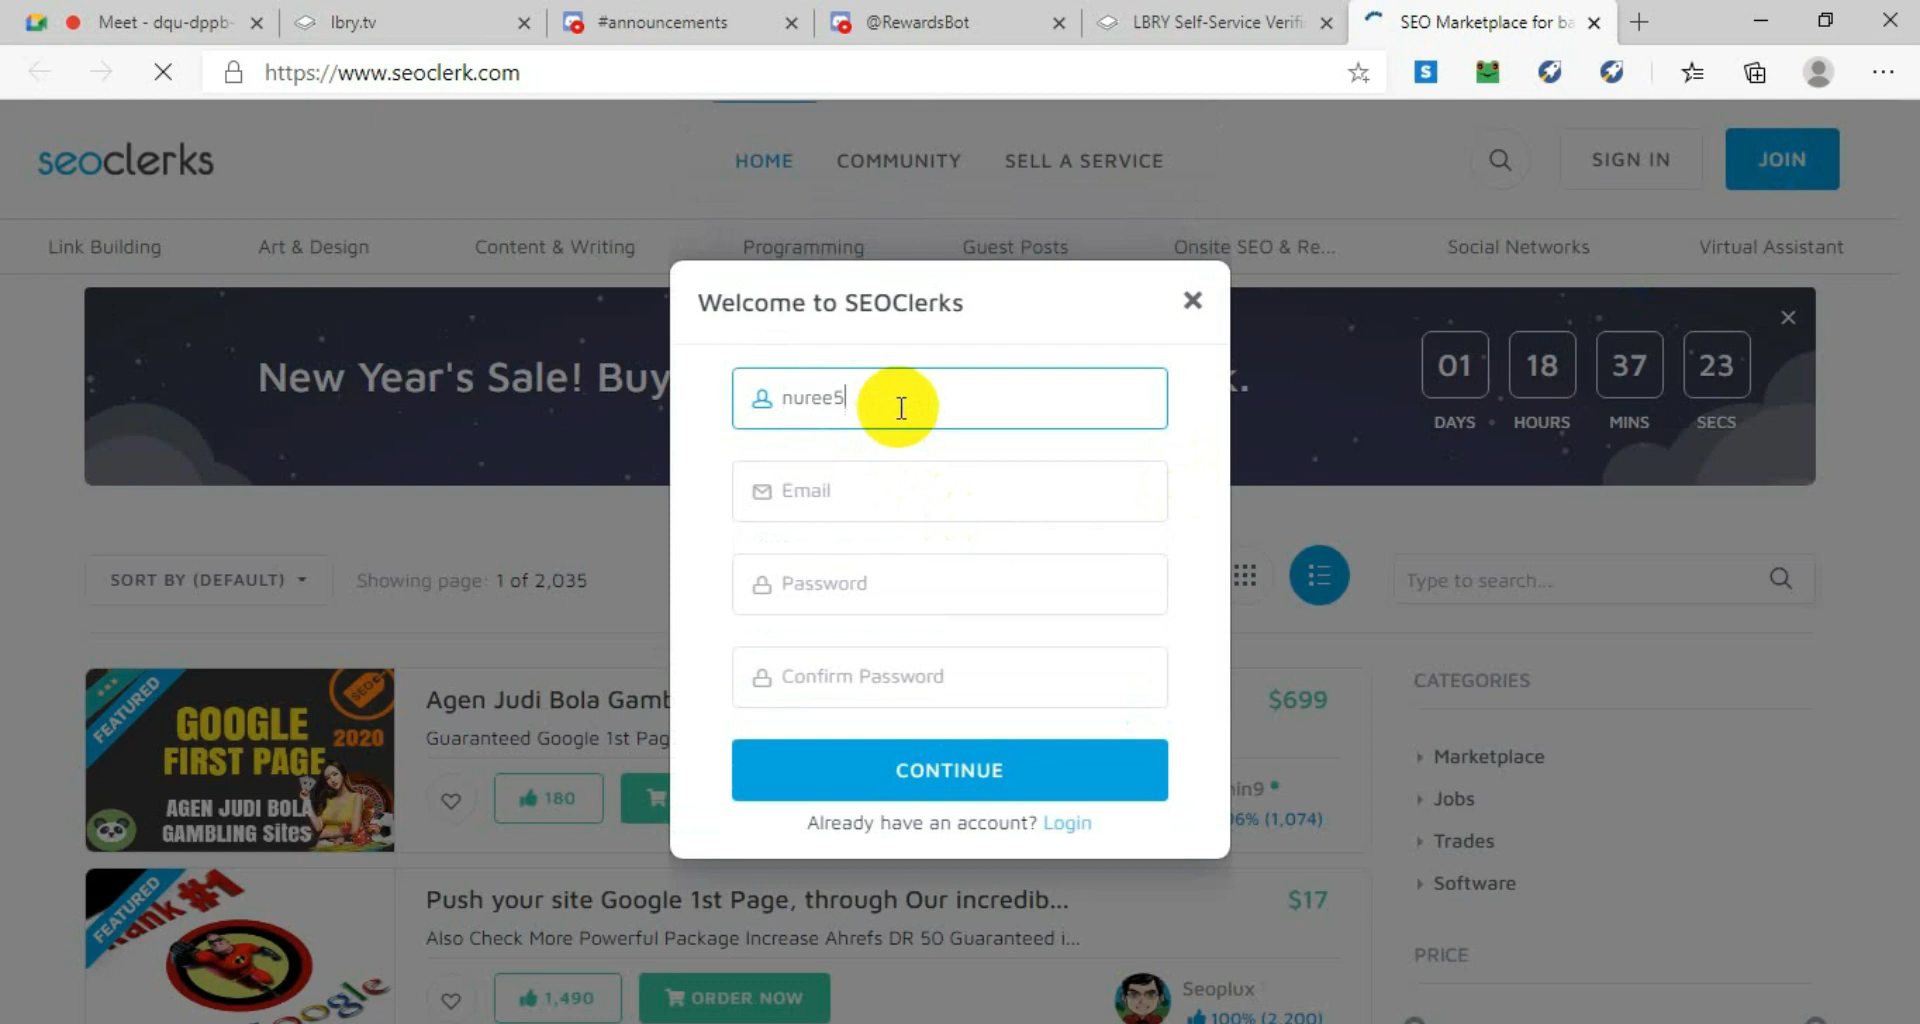 Meet - dqu-dppb-
lbry.tv
#announcements
@RewardsBot
LBRY Self-Service Verifi
SEO Marketplace for ba
https://www.seoclerk.com
S
seoclerks
HOME
COMMUNITY
SELL A SERVICE
SIGN IN
JOIN
Link Building
Art & Design
Content & Writing
Programming
Guest Posts
Onsite SEO & Re...
Social Networks
Virtual Assistant
New Year's Sale! Buy
k.
01
18
37
23
DAYS
HOURS
MINS
SECS
Welcome to SEOClerks
nuree5
Email
Password
Confirm Password
CONTINUE
Already have an account? Login
SORT BY (DEFAULT)
Showing page: 1 of 2,035
Type to search...
FEATURED
SEO
GOOGLE
FIRST PAGE
2020
AGEN JUDI BOLA
GAMBLING Sites
Agen Judi Bola Gamb
Guaranteed Google 1st Pag
$699
180
in9
96% (1,074)
FEATURED
Rank #1
Google
Push your site Google 1st Page, through Our incredib...
Also Check More Powerful Package Increase Ahrefs DR 50 Guaranteed i...
$17
1,490
ORDER NOW
Seoplux
100% (2,200)
CATEGORIES
Marketplace
Jobs
Trades
Software
PRICE